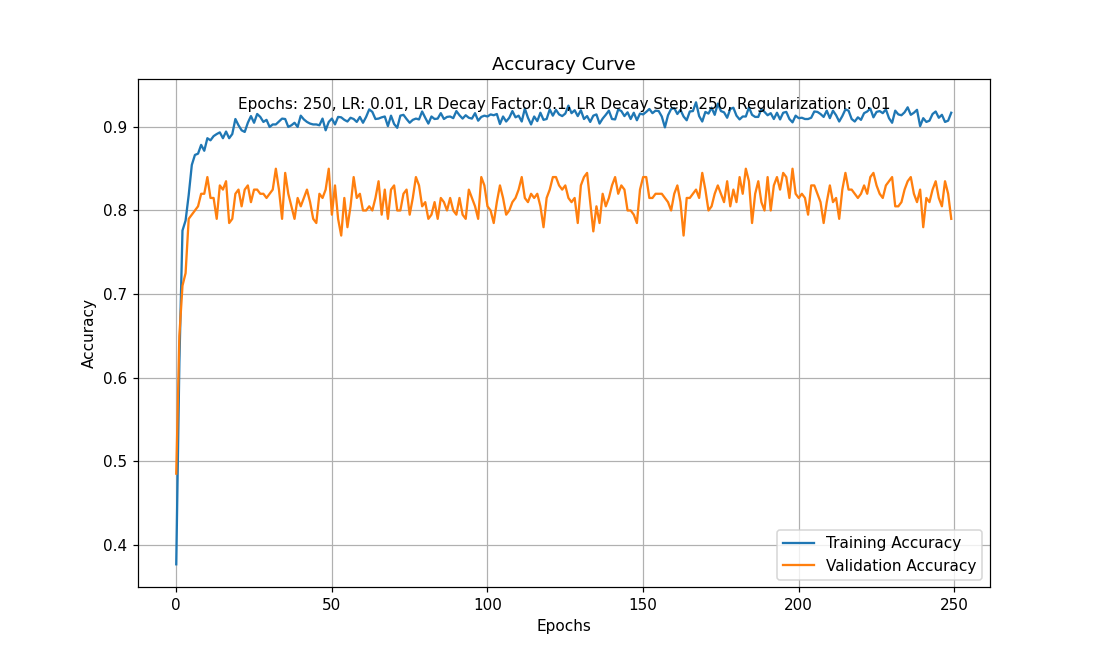 Accuracy Curve
Epochs: 250, LR: 0.01, LR Decay Factor:0.1, LR Decay Step: 250, Regularization: 0.01
0.9
0.8
0.7
0.6
0.5
0.4
Accuracy
Training Accuracy
Validation Accuracy
0 50 100 150 200 250
Epochs